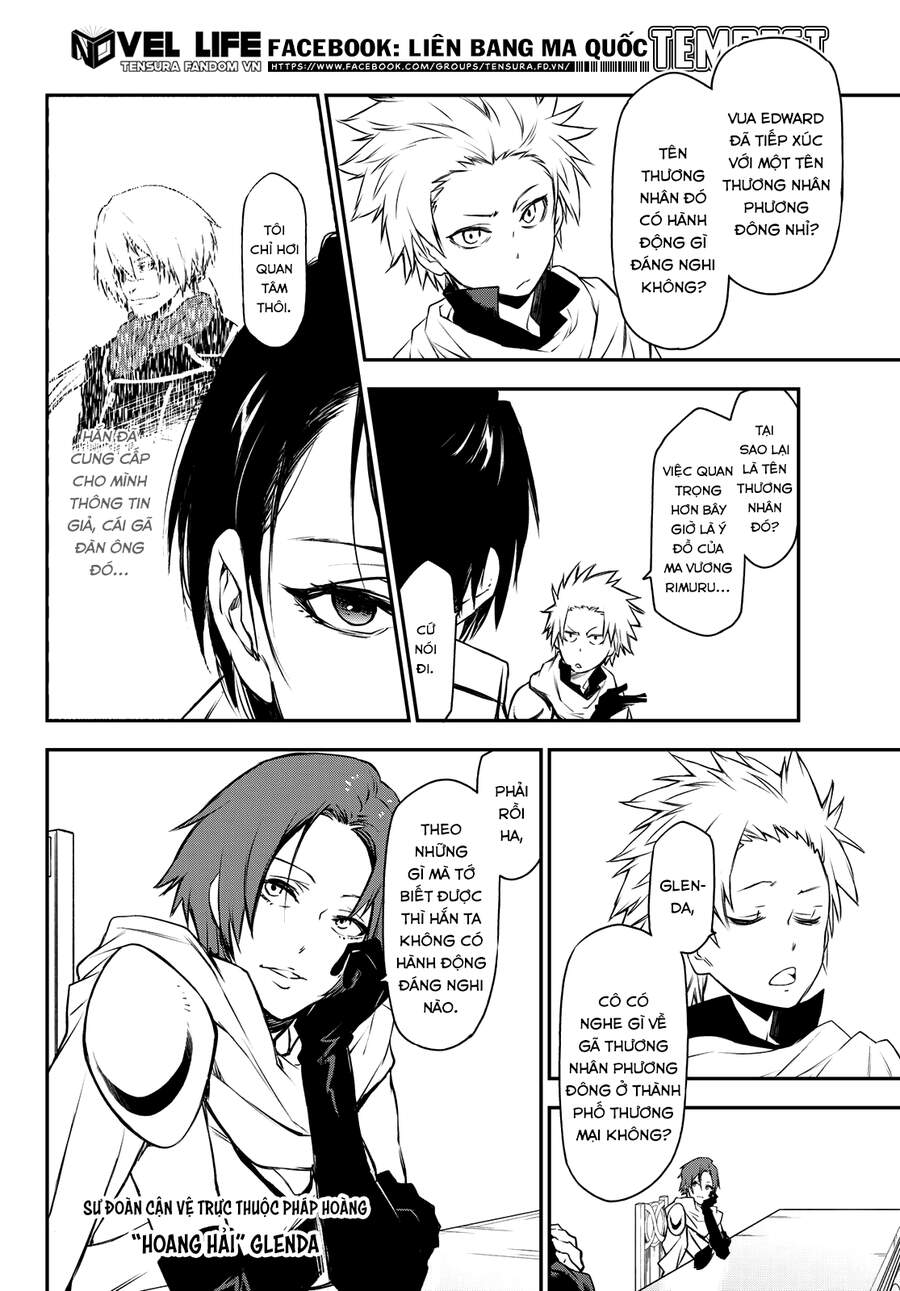 NOVEL LIFE
TENSURA FANDOM VN
FACEBOOK: LIÊN BANG MA QUỐC
HTTPS://WWW.FACEBOOK.COM/GROUPS/TENSURA.FD.VN/
TEMPEST
VUA EDWARD
ĐÃ TIẾP XÚC
VỚI MỘT TÊN
THƯƠNG NHÂN
PHƯƠNG
ĐÔNG NHỈ?
TÊN
THƯƠNG
NHÂN ĐÓ
CÓ HÀNH
ĐỘNG GÌ
ĐÁNG NGHI
KHÔNG?
TÔI
CHỈ HƠI
QUAN
TÂM
THÔI.
HẮN ĐÃ
CUNG CẤP
CHO MÌNH
THÔNG TIN
GIẢ, CÁI GÃ
ĐÀN ÔNG
ĐÓ...
TẠI
SAO LẠI
LÀ TÊN
THƯƠNG
NHÂN
ĐÓ?
VIỆC QUAN
TRỌNG
HƠN BÂY
GIỜ LÀ Ý
ĐỒ CỦA
MA VƯƠNG
RIMURU...
CỨ
NÓI
ĐI.
GLEN-
DA,
CÔ CÓ
NGHE GÌ VỀ
GÃ THƯƠNG
NHÂN PHƯƠNG
ĐÔNG Ở THÀNH
PHỐ THƯƠNG
MẠI KHÔNG?
PHẢI
RỒI
HA,
THEO
NHỮNG
GÌ MÀ TỚ
BIẾT ĐƯỢC
THÌ HẮN TA
KHÔNG CÓ
HÀNH ĐỘNG
ĐÁNG NGHI
NÀO.
SƯ ĐOÀN CẬN VỆ TRỰC THUỘC PHÁP HOÀNG
"HOANG HẢI" GLENDA